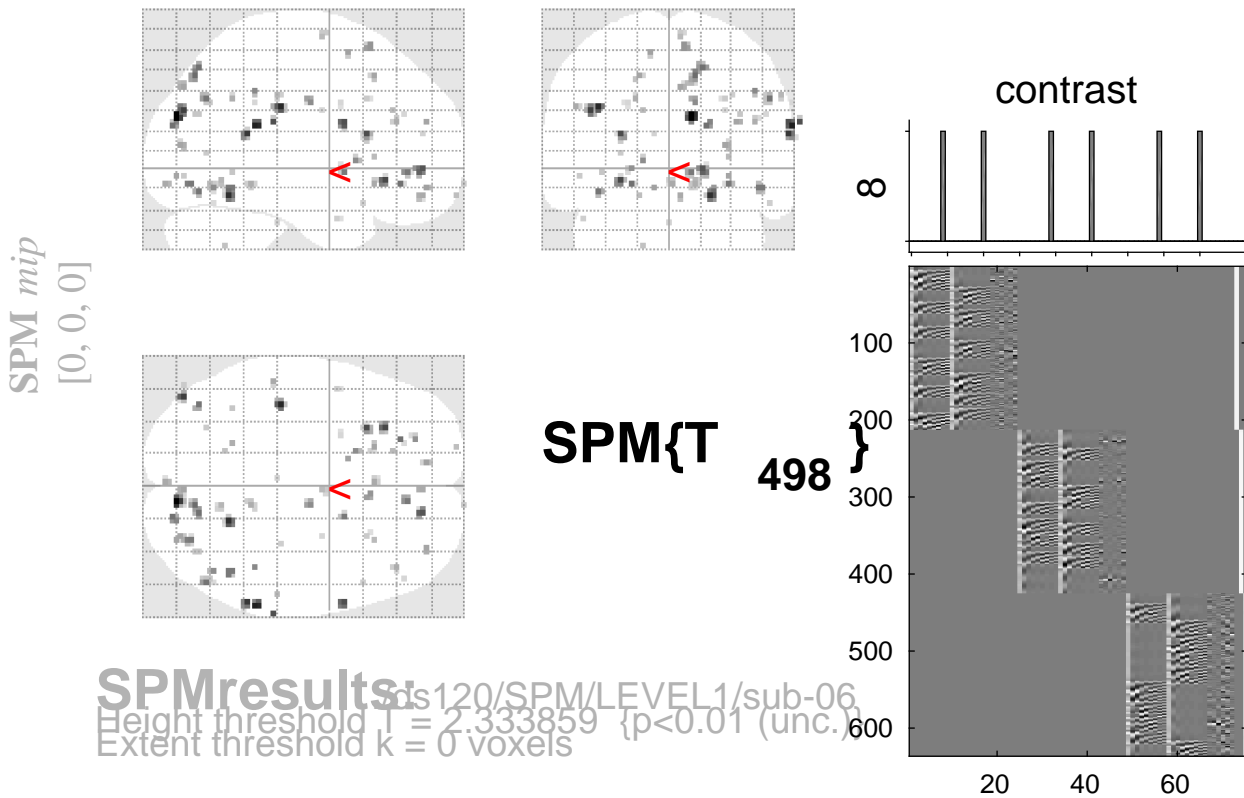 SPM mip
[0, 0, 0]
<
<
<
SPM{T498}
contrast
8
100
200
300
400
500
600
20 40 60
SPMresults: /ds120/SPM/LEVEL1/sub-06
Height threshold T = 2.333859 {p<0.01 (unc.)}
Extent threshold k = 0 voxels